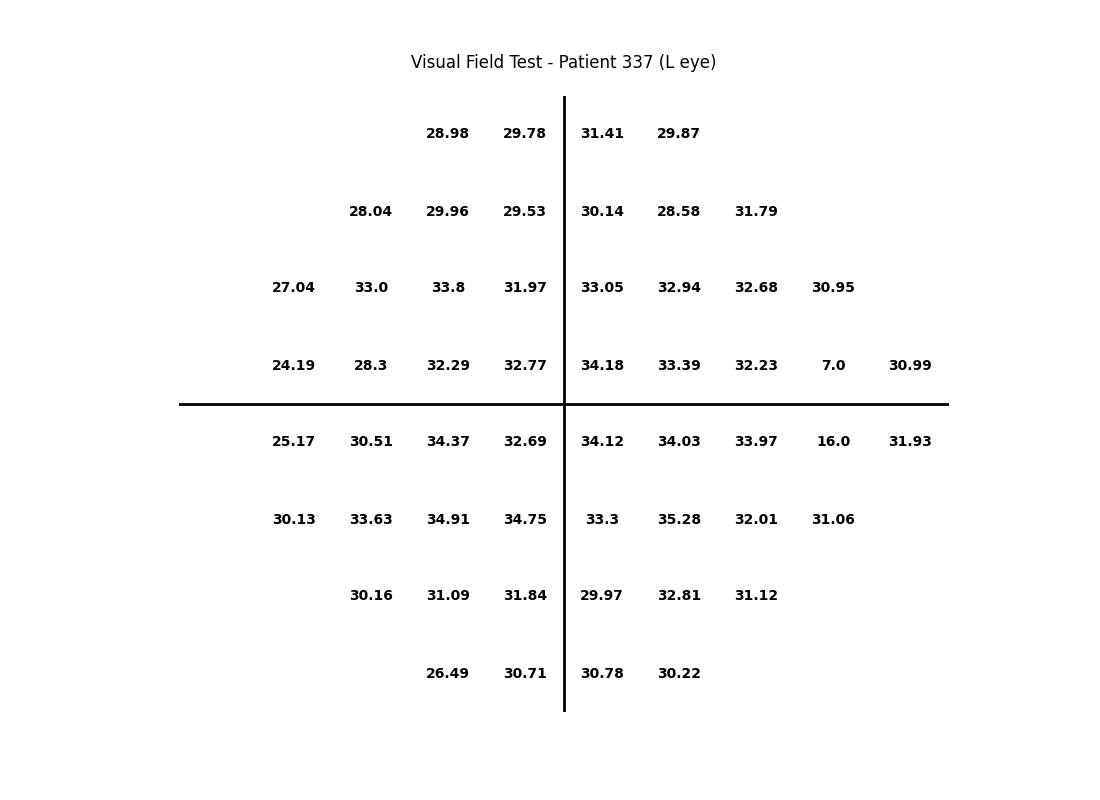 Visual Field Test - Patient 337 (L eye)
28.98 29.78 31.41 29.87
28.04 29.96 29.53 30.14 28.58 31.79
27.04 33.0 33.8 31.97 33.05 32.94 32.68 30.95
24.19 28.3 32.29 32.77 34.18 33.39 32.23 7.0 30.99
25.17 30.51 34.37 32.69 34.12 34.03 33.97 16.0 31.93
30.13 33.63 34.91 34.75 33.3 35.28 32.01 31.06
30.16 31.09 31.84 29.97 32.81 31.12
26.49 30.71 30.78 30.22